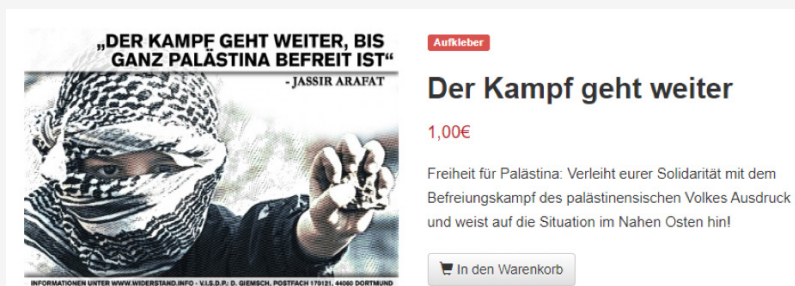 „DER KAMPF GEHT WEITER, BIS
GANZ PALÄSTINA BEFREIT IST“
- JASSIR ARAFAT
INFORMATIONEN UNTER WWW.WIDERSTAND.INFO - V.I.S.D.P.: D. GIEMSCH, POSTFACH 170121, 44060 DORTMUND
Aufkleber
Der Kampf geht weiter
1,00€
Freiheit für Palästina: Verleiht eurer Solidarität mit dem
Befreiungskampf des palästinensischen Volkes Ausdruck
und weist auf die Situation im Nahen Osten hin!
In den Warenkorb